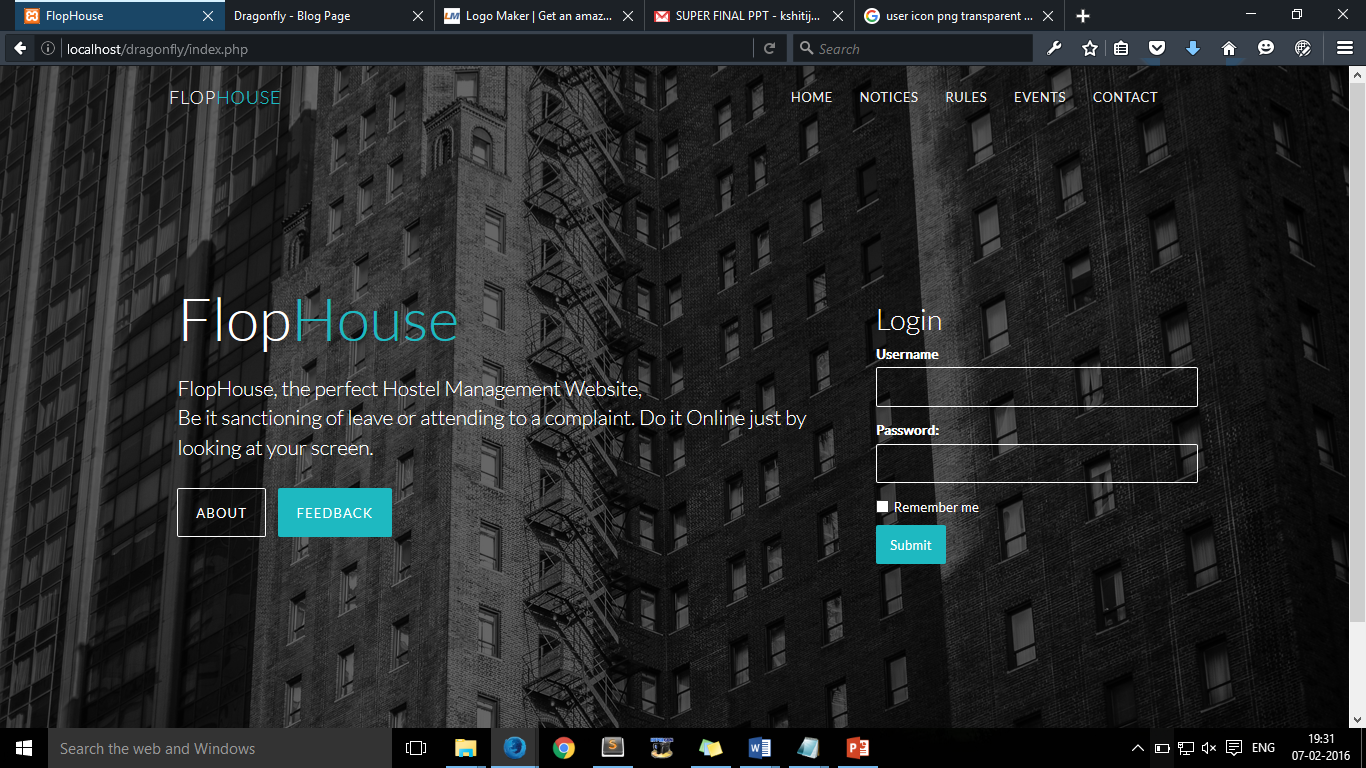 FlopHouse
Dragonfly - Blog Page
LM Logo Maker | Get an amaz...
SUPER FINAL PPT - kshitij...
user icon png transparent ...
localhost/dragonfly/index.php
Search
FLOPHOUSE
HOME NOTICES RULES EVENTS CONTACT
FlopHouse
FlopHouse, the perfect Hostel Management Website,
Be it sanctioning of leave or attending to a complaint. Do it Online just by
looking at your screen.
ABOUT FEEDBACK
Login
Username
Password:
Remember me
Submit
Search the web and Windows
ENG
19:31
07-02-2016